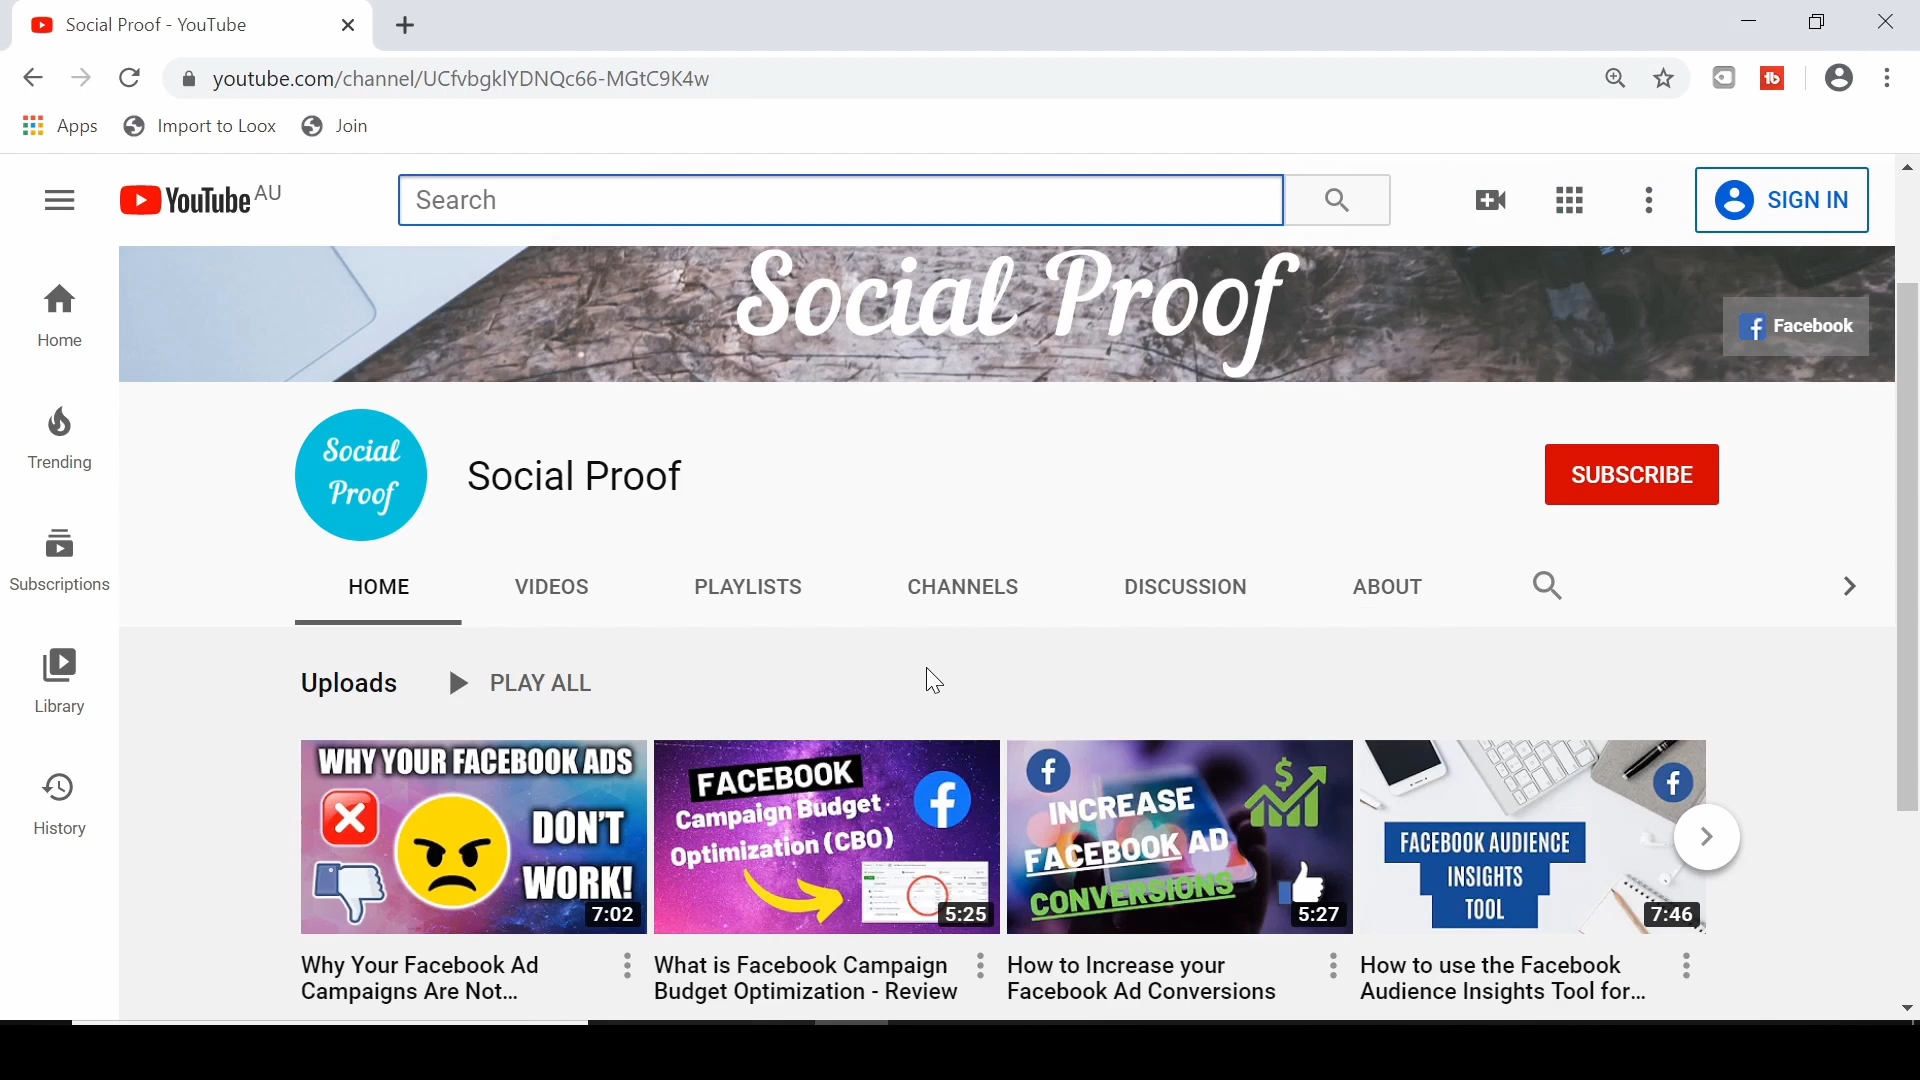 Social Proof - YouTube
youtube.com/channel/UCfvbgklYDNQc66-MGtC9K4w
Apps Import to Loox Join
YouTube AU
Search
SIGN IN
Social Proof
Facebook
Social
Proof
Social Proof
SUBSCRIBE
HOME VIDEOS PLAYLISTS CHANNELS DISCUSSION ABOUT
Home
Trending
Subscriptions
Library
History
Uploads PLAY ALL
WHY YOUR FACEBOOK ADS
DON'T
WORK!
7:02
FACEBOOK
Campaign Budget
Optimization (CBO)
5:25
INCREASE
FACEBOOK AD
CONVERSIONS
5:27
FACEBOOK AUDIENCE
INSIGHTS
TOOL
7:46
Why Your Facebook Ad
Campaigns Are Not...
What is Facebook Campaign
Budget Optimization - Review
How to Increase your
Facebook Ad Conversions
How to use the Facebook
Audience Insights Tool for...